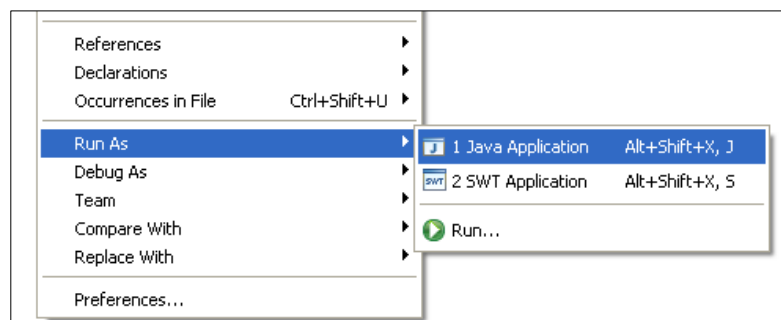 References
Declarations
Occurrences in File Ctrl+Shift+U
Run As
Debug As
Team
Compare With
Replace With
Preferences...
J 1 Java Application Alt+Shift+X, J
SWT 2 SWT Application Alt+Shift+X, S
Run...